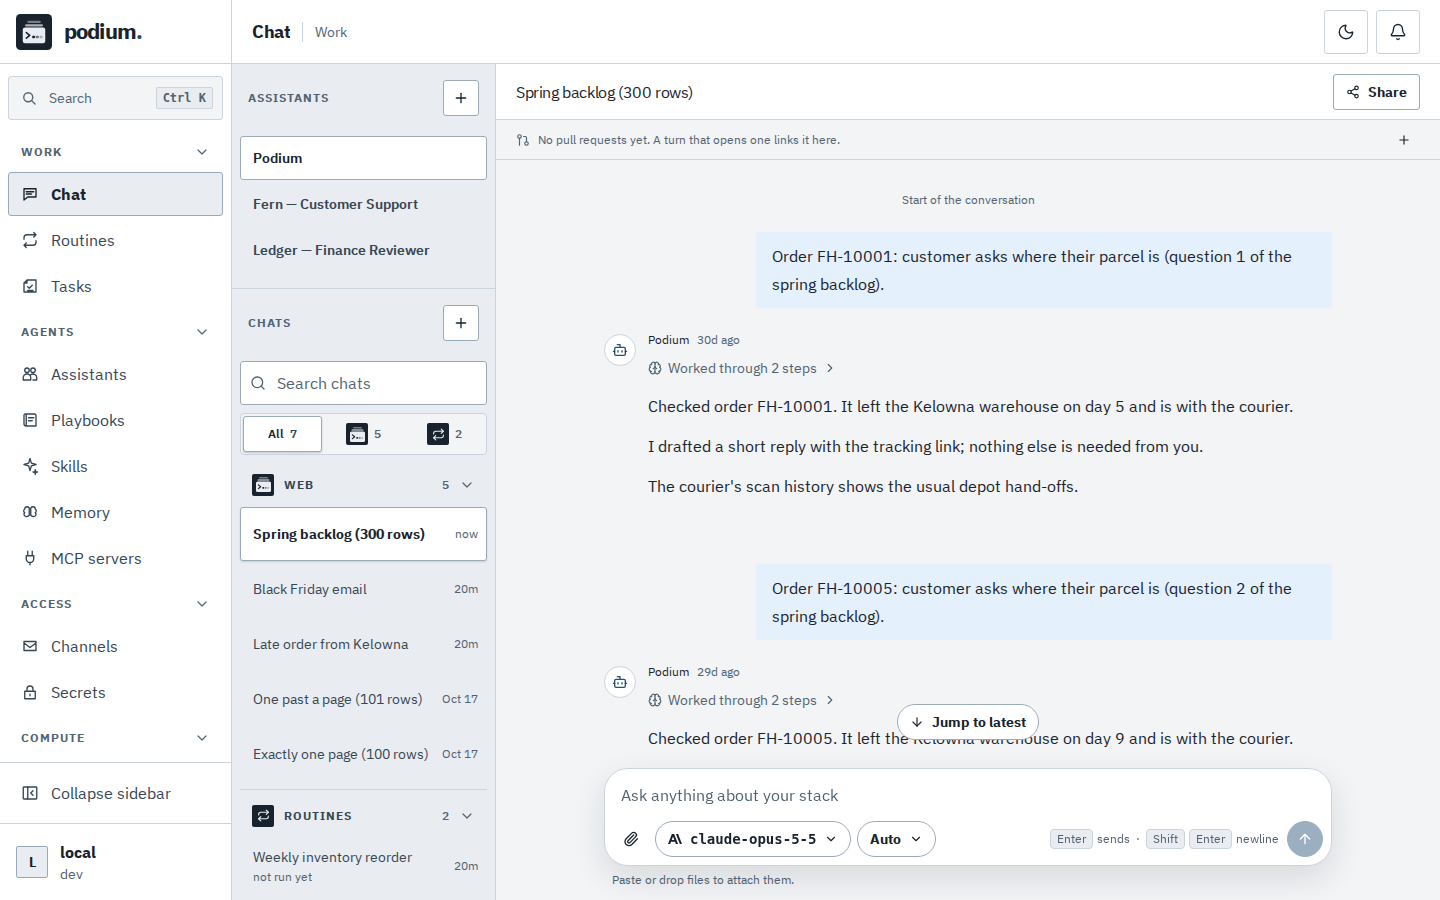 podium.
Chat
Work
Search
Ctrl K
WORK
Chat
Routines
Tasks
AGENTS
Assistants
Playbooks
Skills
Memory
MCP servers
ACCESS
Channels
Secrets
COMPUTE
Collapse sidebar
L
local
dev
ASSISTANTS
Podium
Fern — Customer Support
Ledger — Finance Reviewer
CHATS
Search chats
All 7
5
2
WEB
5
Spring backlog (300 rows)
now
Black Friday email
20m
Late order from Kelowna
20m
One past a page (101 rows)
Oct 17
Exactly one page (100 rows)
Oct 17
ROUTINES
2
Weekly inventory reorder
not run yet
20m
Spring backlog (300 rows)
Share
No pull requests yet. A turn that opens one links it here.
Start of the conversation
Order FH-10001: customer asks where their parcel is (question 1 of the
spring backlog).
Podium 30d ago
Worked through 2 steps
Checked order FH-10001. It left the Kelowna warehouse on day 5 and is with the courier.
I drafted a short reply with the tracking link; nothing else is needed from you.
The courier's scan history shows the usual depot hand-offs.
Order FH-10005: customer asks where their parcel is (question 2 of the
spring backlog).
Podium 29d ago
Worked through 2 steps
Jump to latest
Checked order FH-10005. It left the Kelowna warehouse on day 9 and is with the courier.
Ask anything about your stack
claude-opus-5-5
Auto
Enter sends · Shift Enter newline
Paste or drop files to attach them.